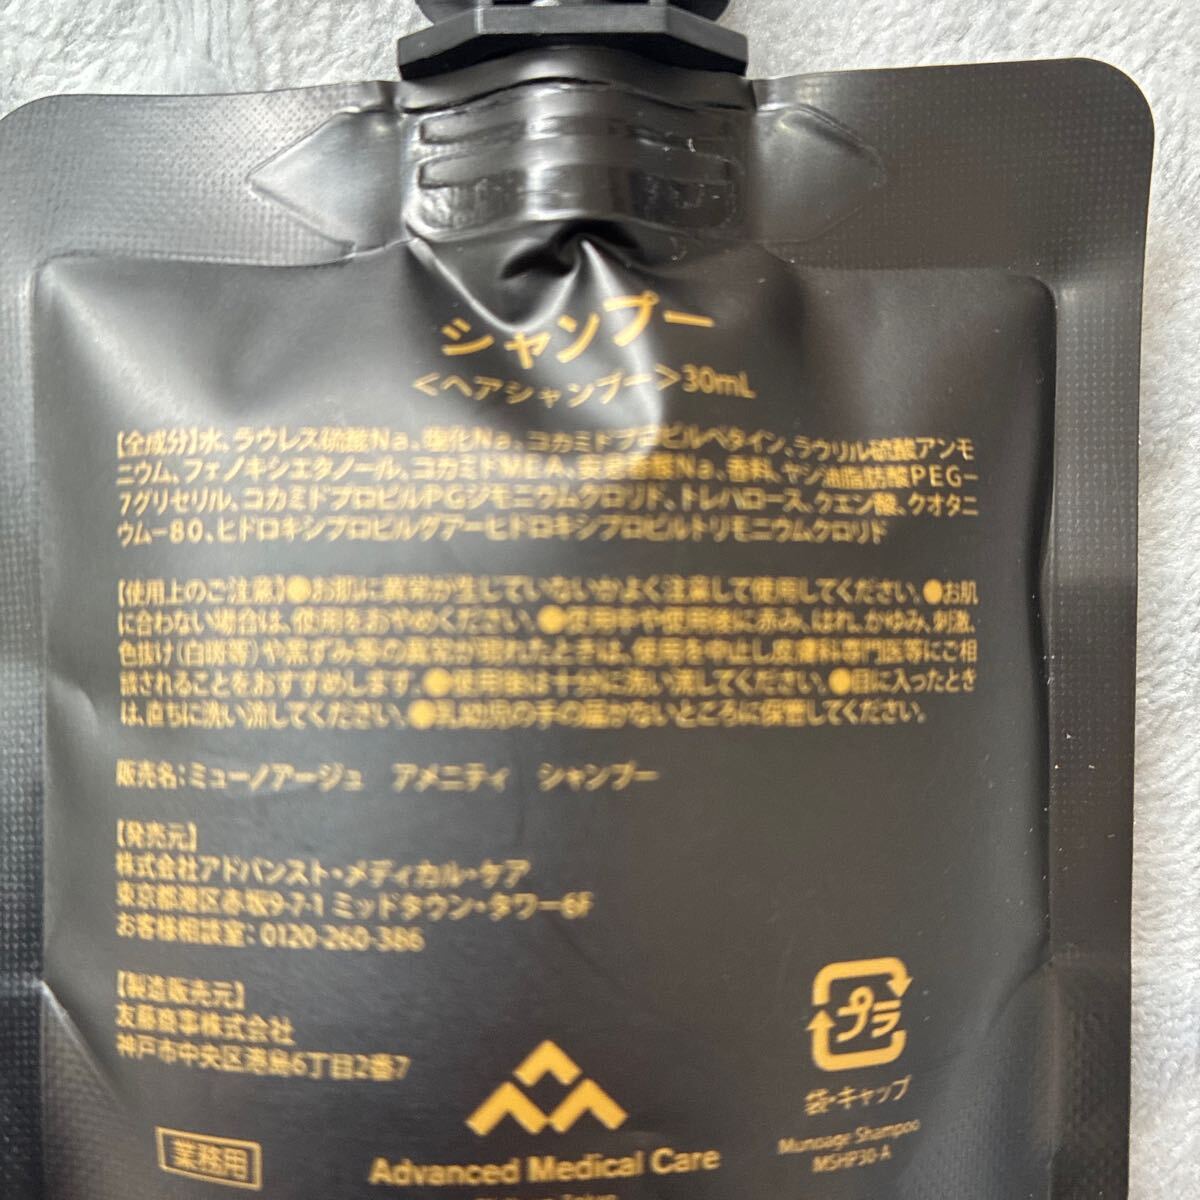 シャンプー
<ヘアシャンプー>30mL
【全成分】水、ラウレス硫酸Na、塩化Na、コカミドプロピルベタイン、ラウリル硫酸アンモ
ニウム、フェノキシエタノール、コカミドMEA、安息香酸Na、香料、ヤシ油脂肪酸PEG-
7グリセリル、コカミドプロピルPGジモニウムクロリド、トレハロース、クエン酸、クオタニ
ウム-80、ヒドロキシプロピルグアーヒドロキシプロピルトリモニウムクロリド
【使用上のご注意】●お肌に異常が生じていないかよく注意して使用してください。●お肌
に合わない場合は、使用をおやめください。●使用中や使用後に赤み、はれ、かゆみ、刺激、
色抜け(白斑等)や黒ずみ等の異常が現れたときは、使用を中止し皮膚科専門医等にご相
談されることをおすすめします。●使用後は十分に洗い流してください。●目に入ったとき
は、直ちに洗い流してください。●乳幼児の手の届かないところに保管してください。
販売名:ミューノアージュ アメニティ シャンプー
【発売元】
株式会社アドバンスト・メディカル・ケア
東京都港区赤坂9-7-1 ミッドタウン・タワー6F
お客様相談室:0120-260-386
【製造販売元】
友藤商事株式会社
神戸市中央区港島6丁目2番7
プラ
袋・キャップ
業務用
Advanced Medical Care
Munoage Shampoo
MSHP30-A